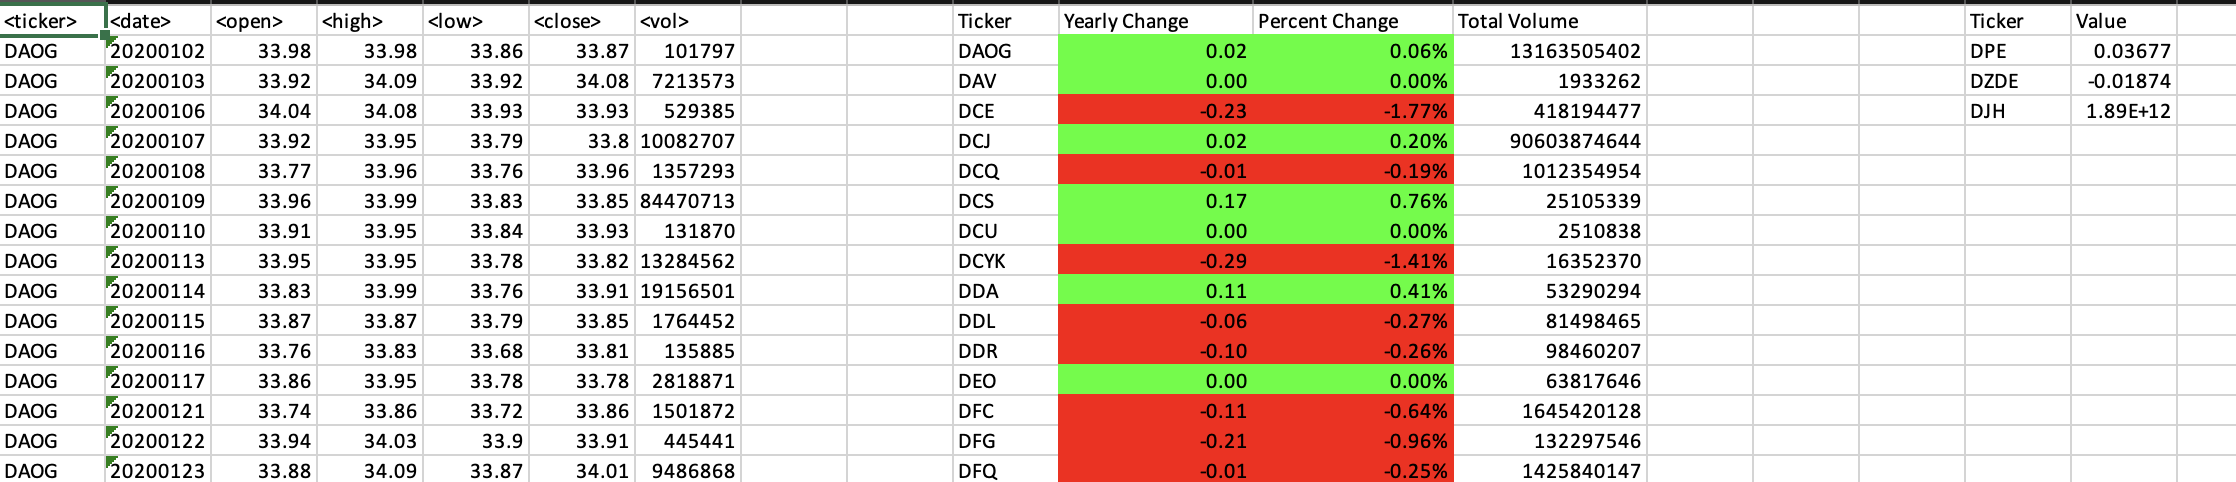 <ticker> <date> <open> <high> <low> <close> <vol> Ticker Yearly Change Percent Change Total Volume Ticker Value
DAOG 20200102 33.98 33.98 33.86 33.87 101797 DAOG 0.02 0.06% 13163505402 DPE 0.03677
DAOG 20200103 33.92 34.09 33.92 34.08 7213573 DAV 0.00 0.00% 1933262 DZDE -0.01874
DAOG 20200106 34.04 34.08 33.93 33.93 529385 DCE -0.23 -1.77% 418194477 DJH 1.89E+12
DAOG 20200107 33.92 33.95 33.79 33.8 10082707 DCJ 0.02 0.20% 90603874644
DAOG 20200108 33.77 33.96 33.76 33.96 1357293 DCQ -0.01 -0.19% 1012354954
DAOG 20200109 33.96 33.99 33.83 33.85 84470713 DCS 0.17 0.76% 25105339
DAOG 20200110 33.91 33.95 33.84 33.93 131870 DCU 0.00 0.00% 2510838
DAOG 20200113 33.95 33.95 33.78 33.82 13284562 DCYK -0.29 -1.41% 16352370
DAOG 20200114 33.83 33.99 33.76 33.91 19156501 DDA 0.11 0.41% 53290294
DAOG 20200115 33.87 33.87 33.79 33.85 1764452 DDL -0.06 -0.27% 81498465
DAOG 20200116 33.76 33.83 33.68 33.81 135885 DDR -0.10 -0.26% 98460207
DAOG 20200117 33.86 33.95 33.78 33.78 2818871 DEO 0.00 0.00% 63817646
DAOG 20200121 33.74 33.86 33.72 33.86 1501872 DFC -0.11 -0.64% 1645420128
DAOG 20200122 33.94 34.03 33.9 33.91 445441 DFG -0.21 -0.96% 132297546
DAOG 20200123 33.88 34.09 33.87 34.01 9486868 DFQ -0.01 -0.25% 1425840147